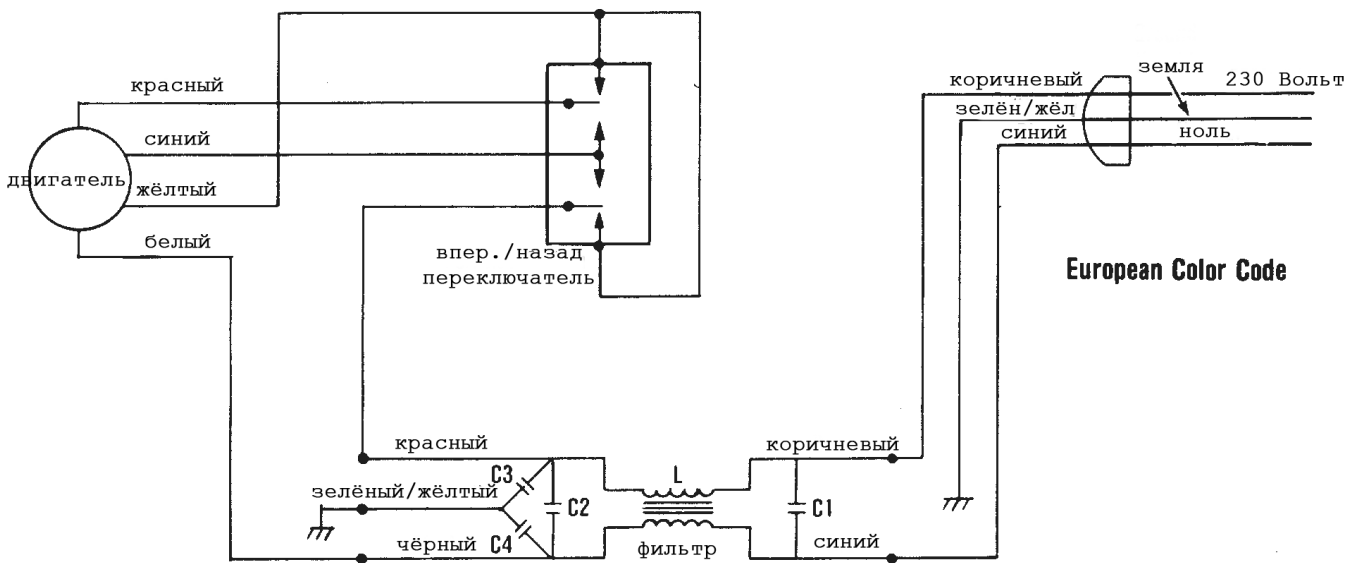 красный
синий
двигатель
жёлтый
белый
впер./назад
переключатель
коричневый
земля
230 Вольт
зелён/жёл
синий
ноль
European Color Code
красный
C3
зелёный/жёлтый
C2
чёрный
C4
L
фильтр
коричневый
C1
синий